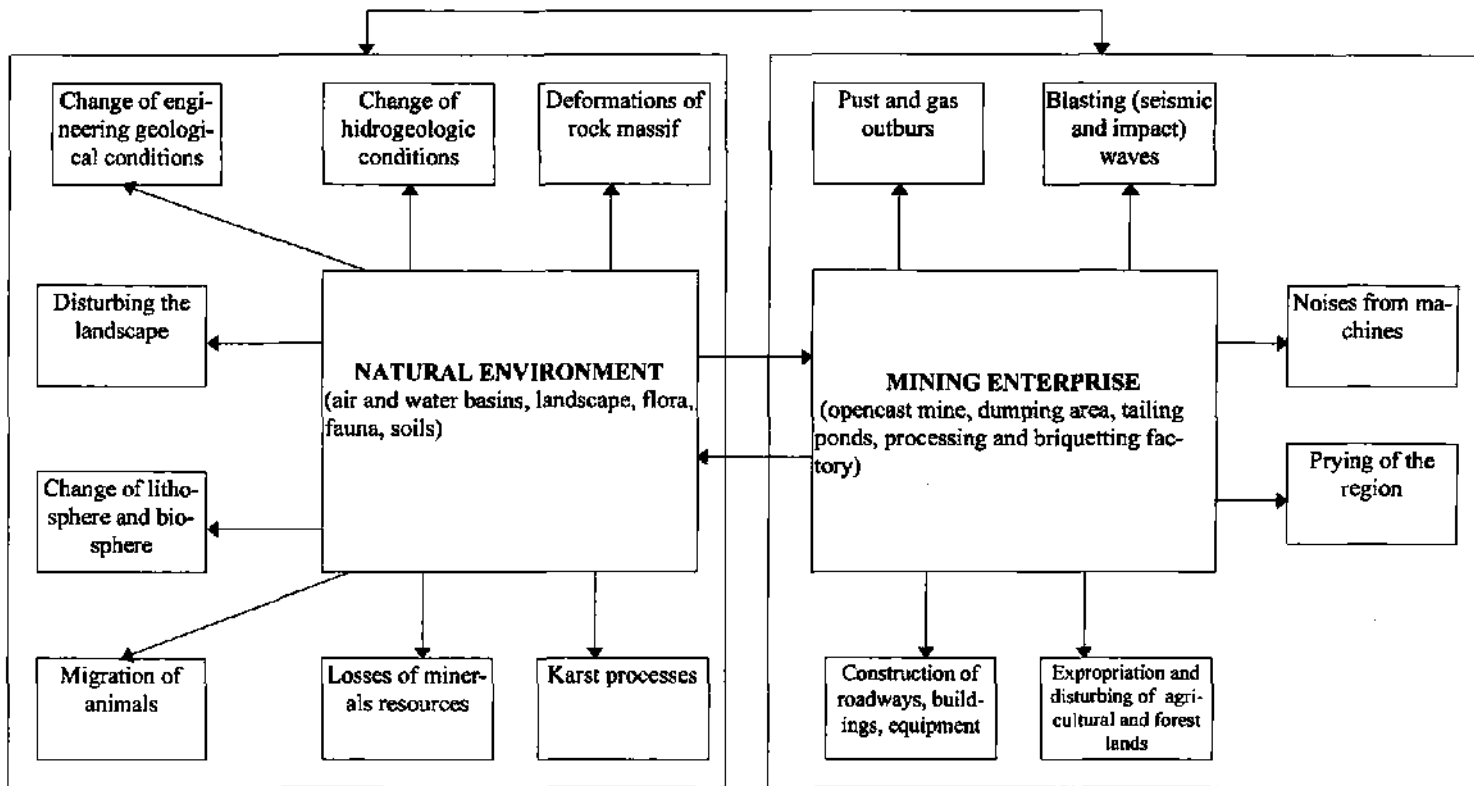 Change of engi-
neering geologi-
cal conditions
Change of
hidrogeologic
conditions
Deformations of
rock massif
Pust and gas
outburs
Blasting (seismic
and impact)
waves
Disturbing the
landscape
NATURAL ENVIRONMENT
(air and water basins, landscape, flora,
fauna, soils)
MINING ENTERPRISE
(opencast mine, dumping area, tailing
ponds, processing and briquetting fac-
tory)
Noises from ma-
chines
Change of litho-
sphere and bio-
sphere
Prying of the
region
Migration of
animals
Losses of miner-
als resources
Karst processes
Construction of
roadways, build-
ings, equipment
Expropriation and
disturbing of agri-
cultural and forest
lands